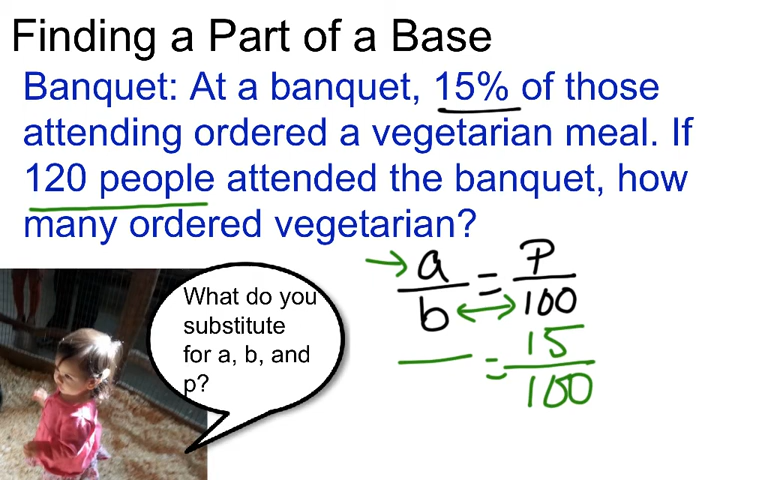 Finding a Part of a Base
Banquet: At a banquet, 15% of those
attending ordered a vegetarian meal. If
120 people attended the banquet, how
many ordered vegetarian?
What do you
substitute
for a, b, and
p?
a/b = P/100
__ = 15/100